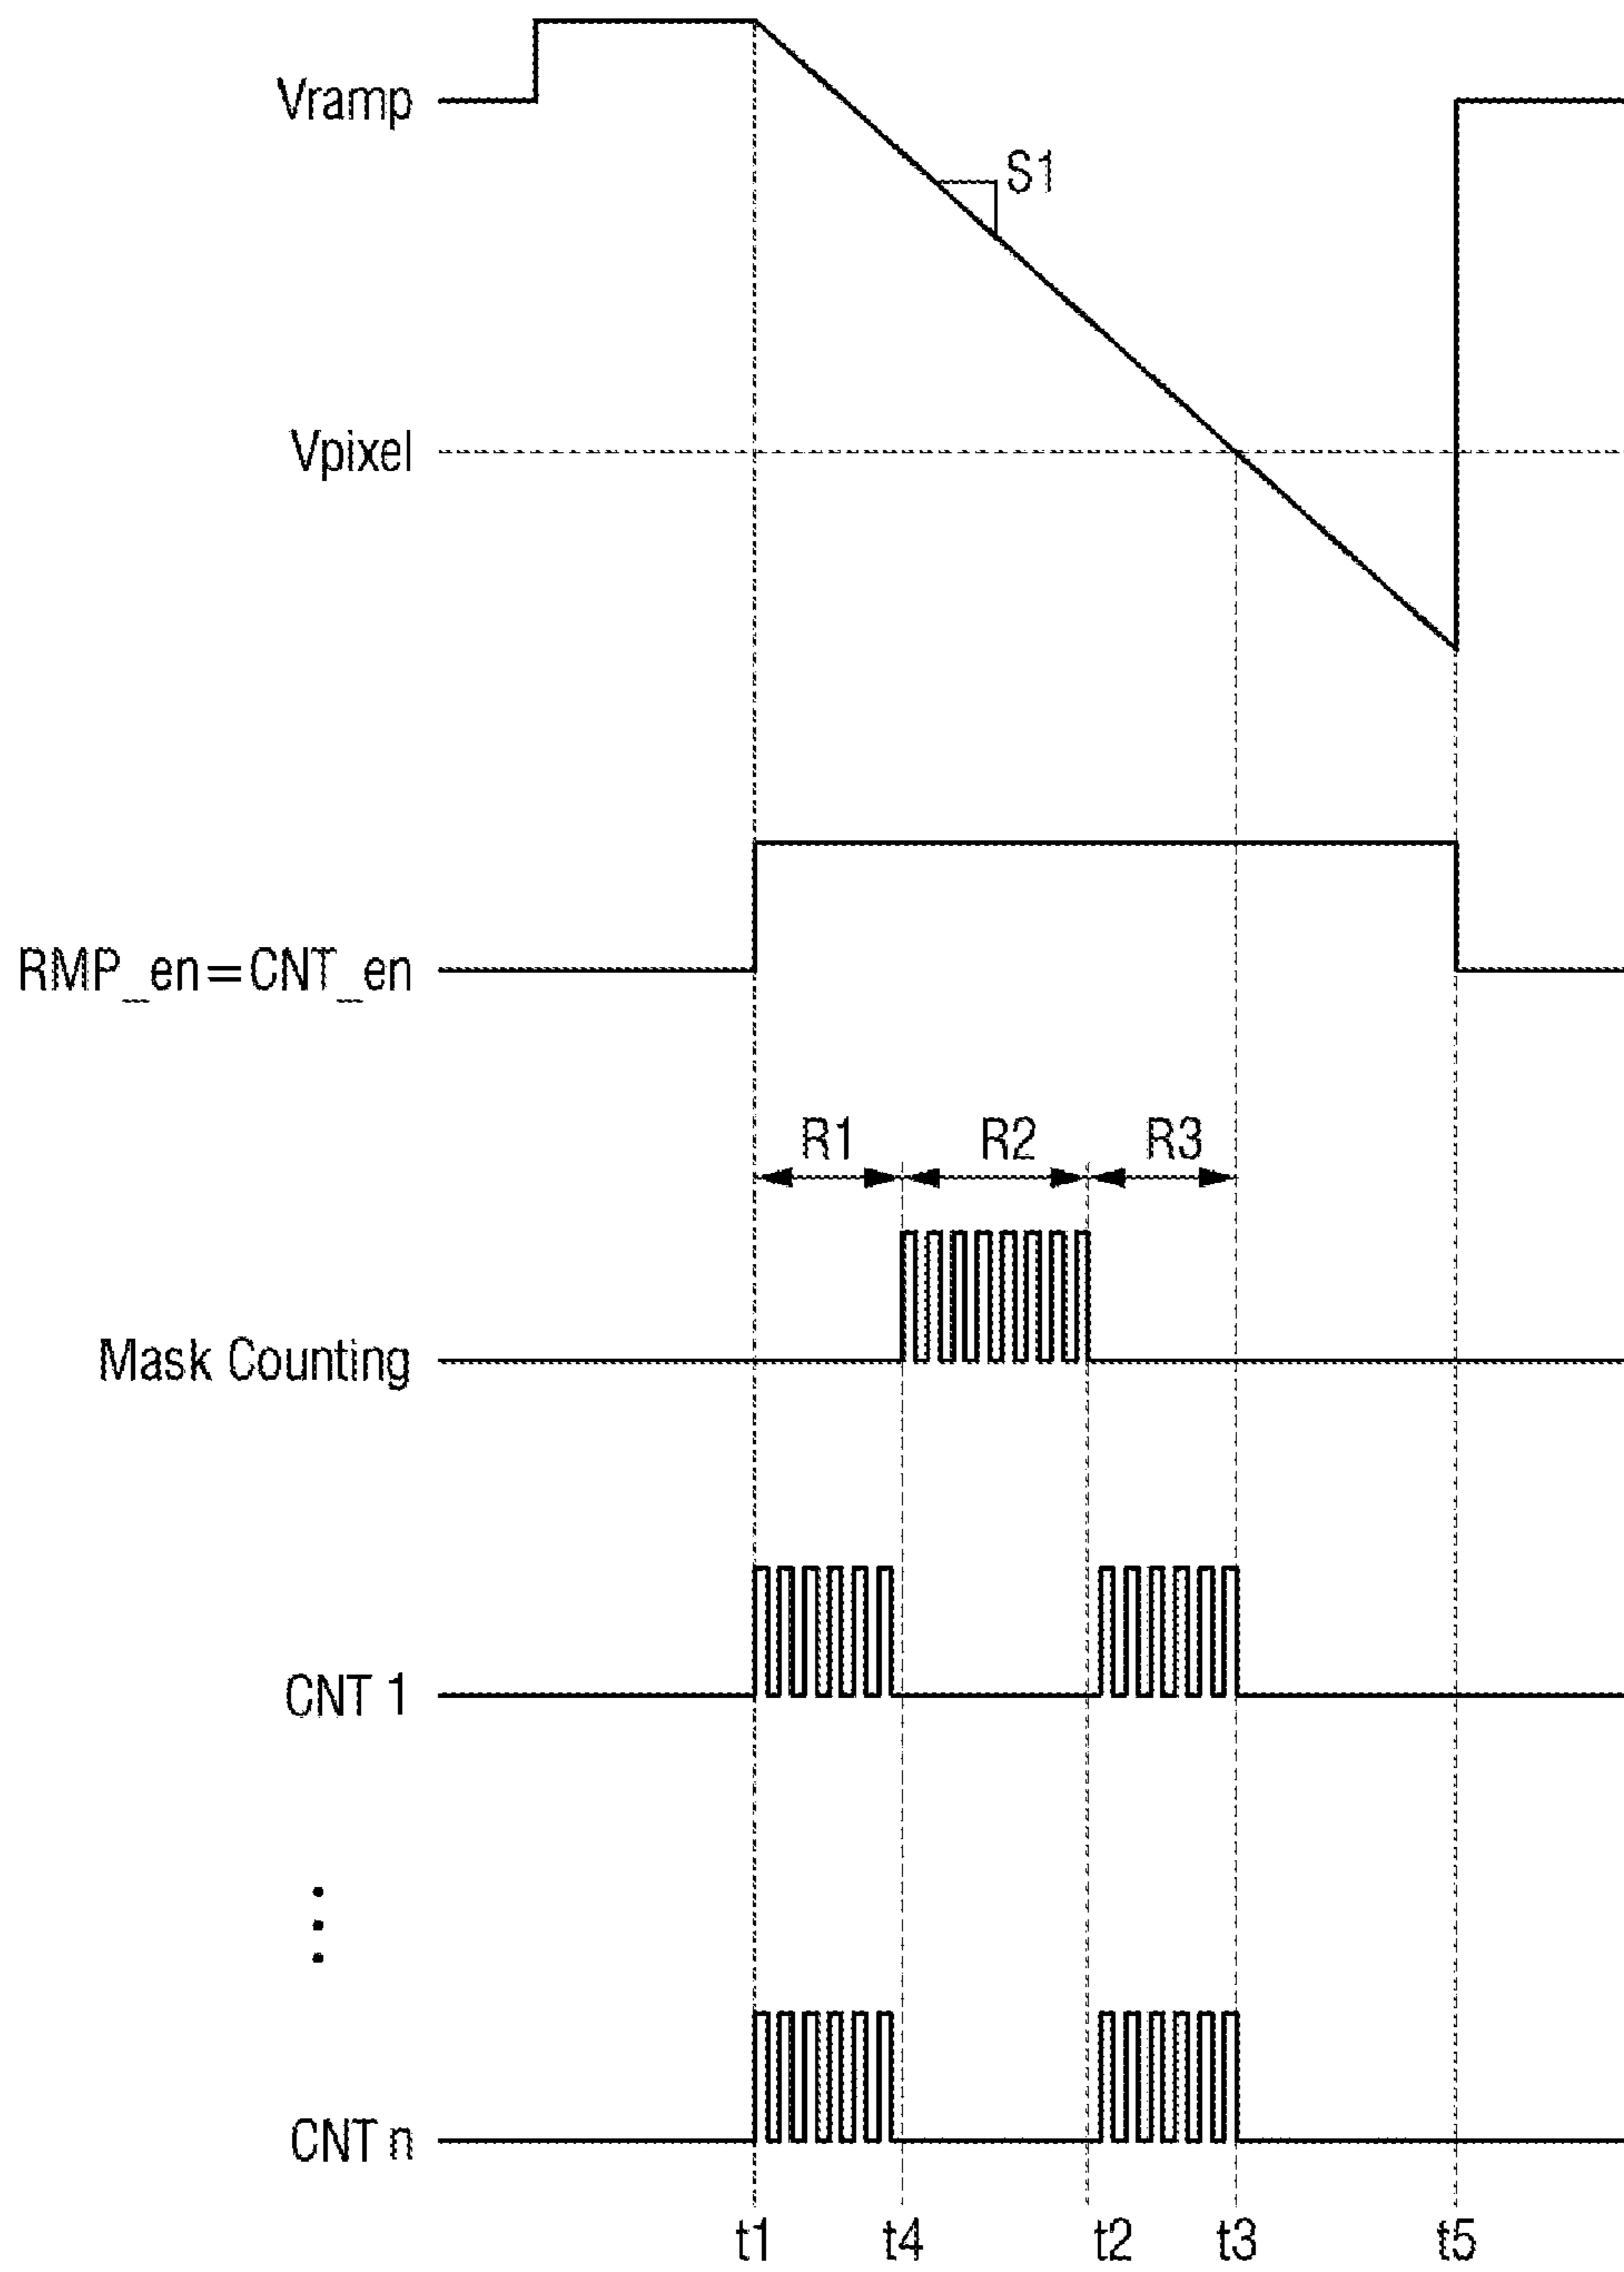 Vramp
S1
Vpixel
RMP_en=CNT_en
R1 R2 R3
Mask Counting
CNT 1
CNT n
t1 t4 t2 t3 t5